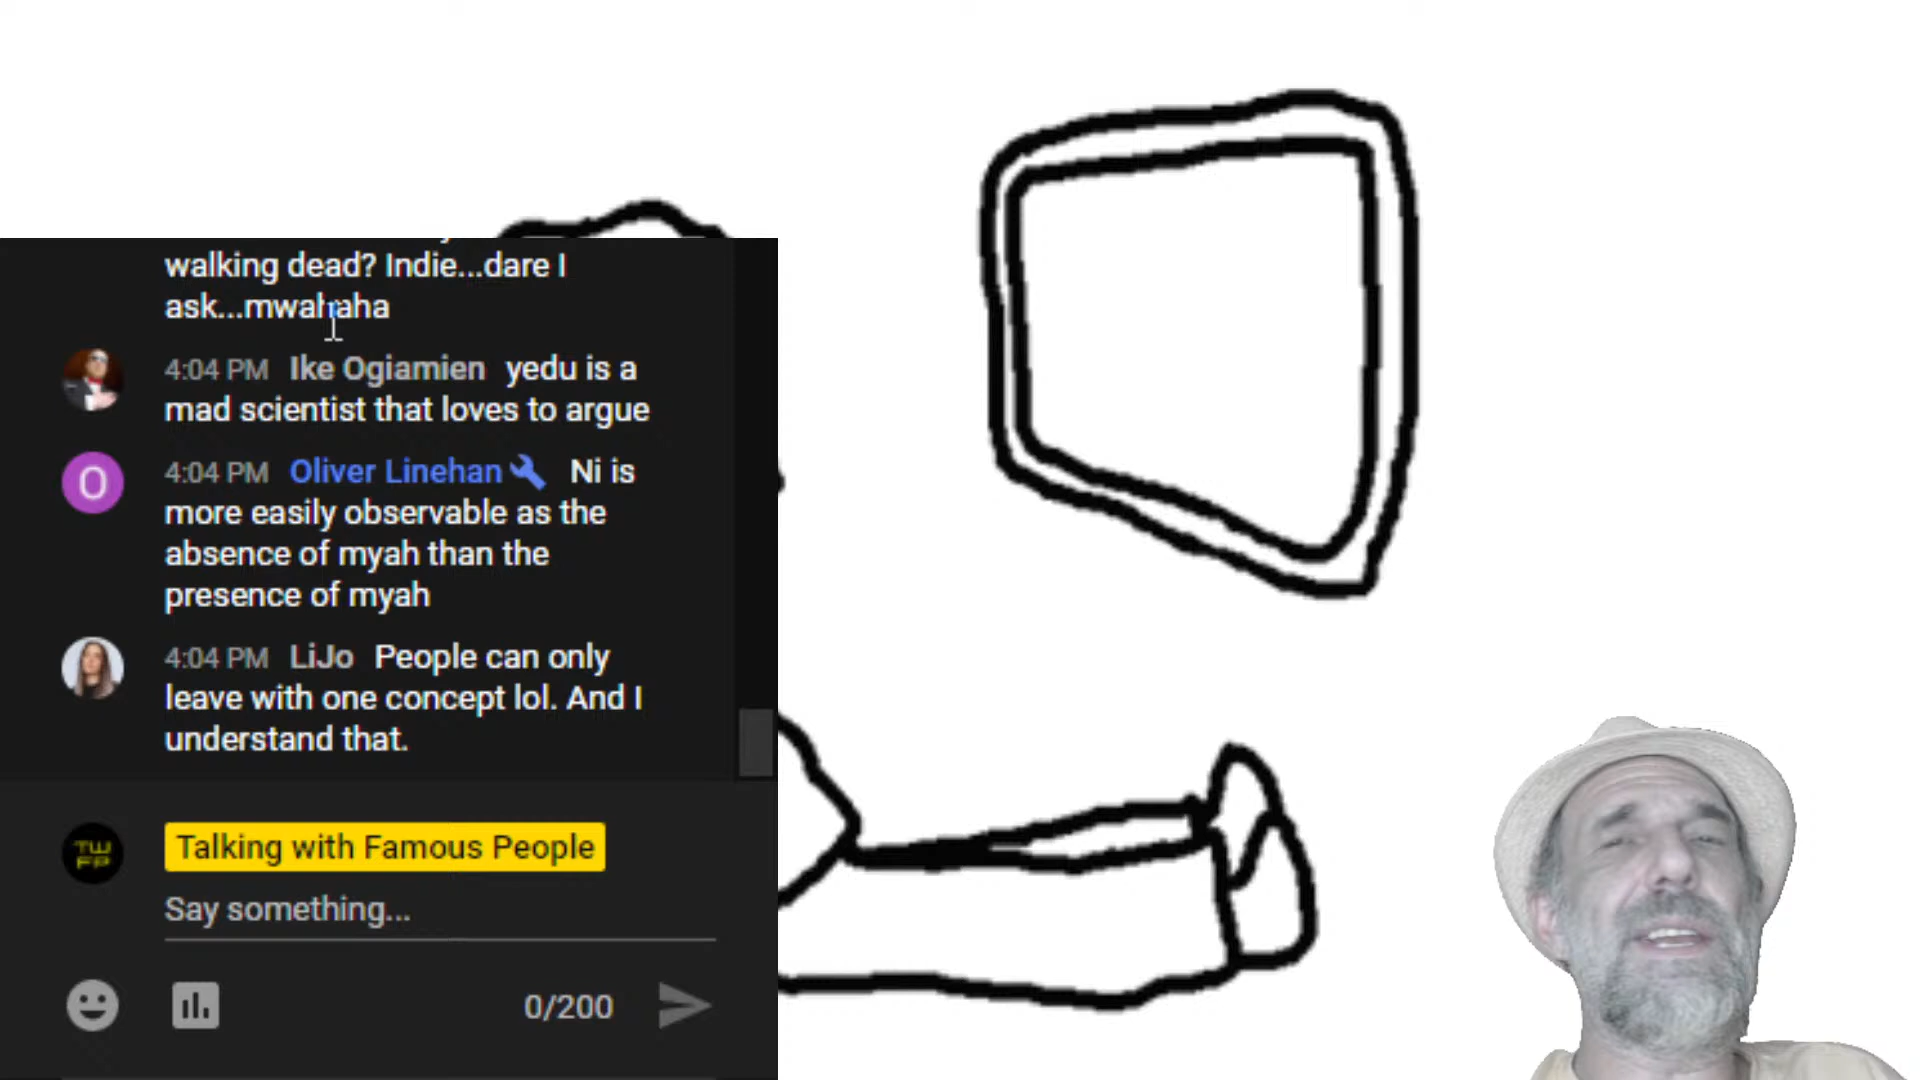 walking dead? Indie...dare I
ask...mwahaha
4:04 PM Ike Ogiamien yedu is a
mad scientist that loves to argue
O
4:04 PM Oliver Linehan Ni is
more easily observable as the
absence of myah than the
presence of myah
4:04 PM LiJo People can only
leave with one concept lol. And I
understand that.
TW
FP
Talking with Famous People
Say something...
0/200